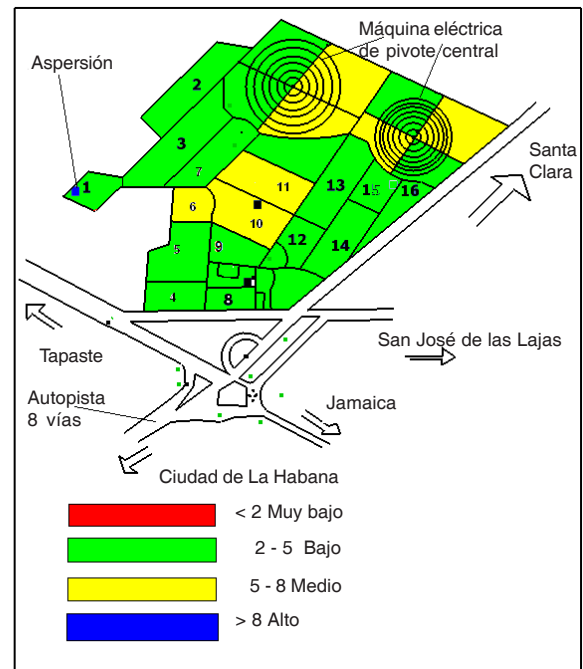 Máquina eléctrica
de pivote central
Aspersión
2
3
7
1
6
11
10
13
15
16
Santa
Clara
5
9
12
14
4
8
Tapaste
San José de las Lajas
Autopista
8 vías
Jamaica
Ciudad de La Habana
< 2 Muy bajo
2 - 5 Bajo
5 - 8 Medio
> 8 Alto